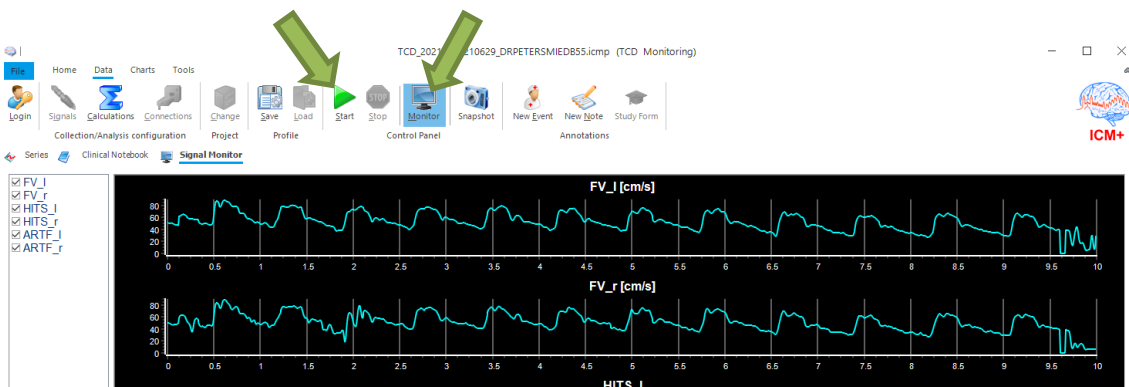 TCD_2021 210629_DRPETERSMIEDB55.icmp (TCD Monitoring)
File Home Data Charts Tools
Login Signals Calculations Connections Change Save Load Start Stop Monitor Snapshot New Event New Note Study Form
STOP
Collection/Analysis configuration Project Profile Control Panel Annotations
ICM+
Series Clinical Notebook Signal Monitor
FV_l
FV_r
HITS_l
HITS_r
ARTF_l
ARTF_r
FV_l [cm/s]
80
60
40
20
0
0 0.5 1 1.5 2 2.5 3 3.5 4 4.5 5 5.5 6 6.5 7 7.5 8 8.5 9 9.5 10
FV_r [cm/s]
80
60
40
20
0
0 0.5 1 1.5 2 2.5 3 3.5 4 4.5 5 5.5 6 6.5 7 7.5 8 8.5 9 9.5 10
HITS_l